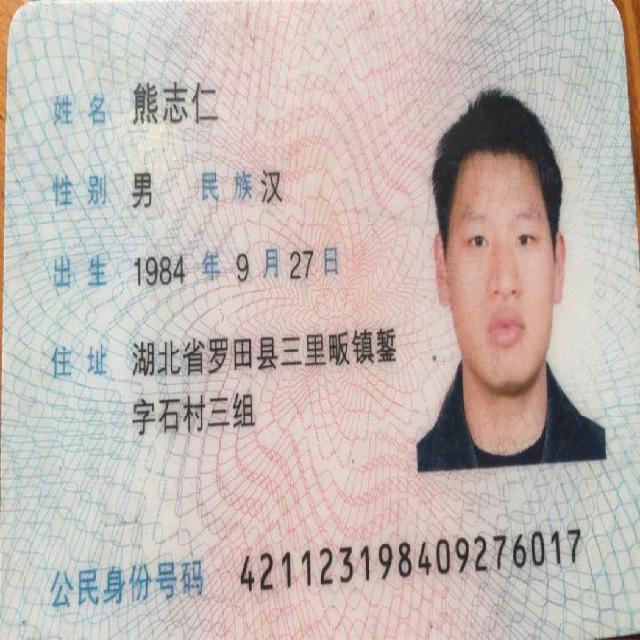 姓名 熊志仁
性别 男 民族 汉
出生 1984 年 9 月 27 日
住址 湖北省罗田县三里畈镇錾
字石村三组
公民身份号码 421123198409276017